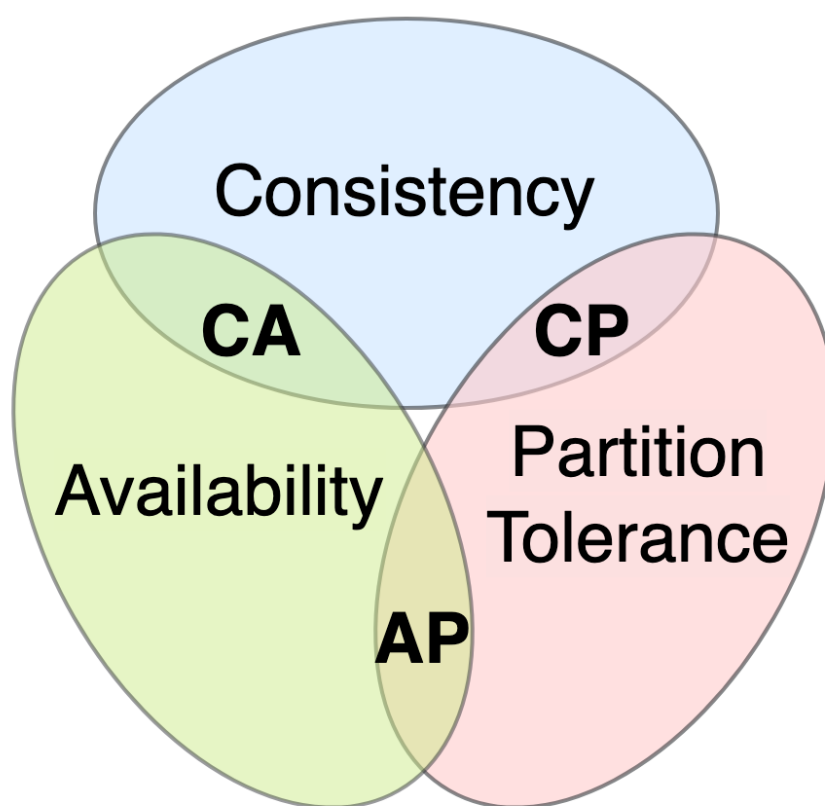 Consistency
CA
CP
Availability
Partition
Tolerance
AP